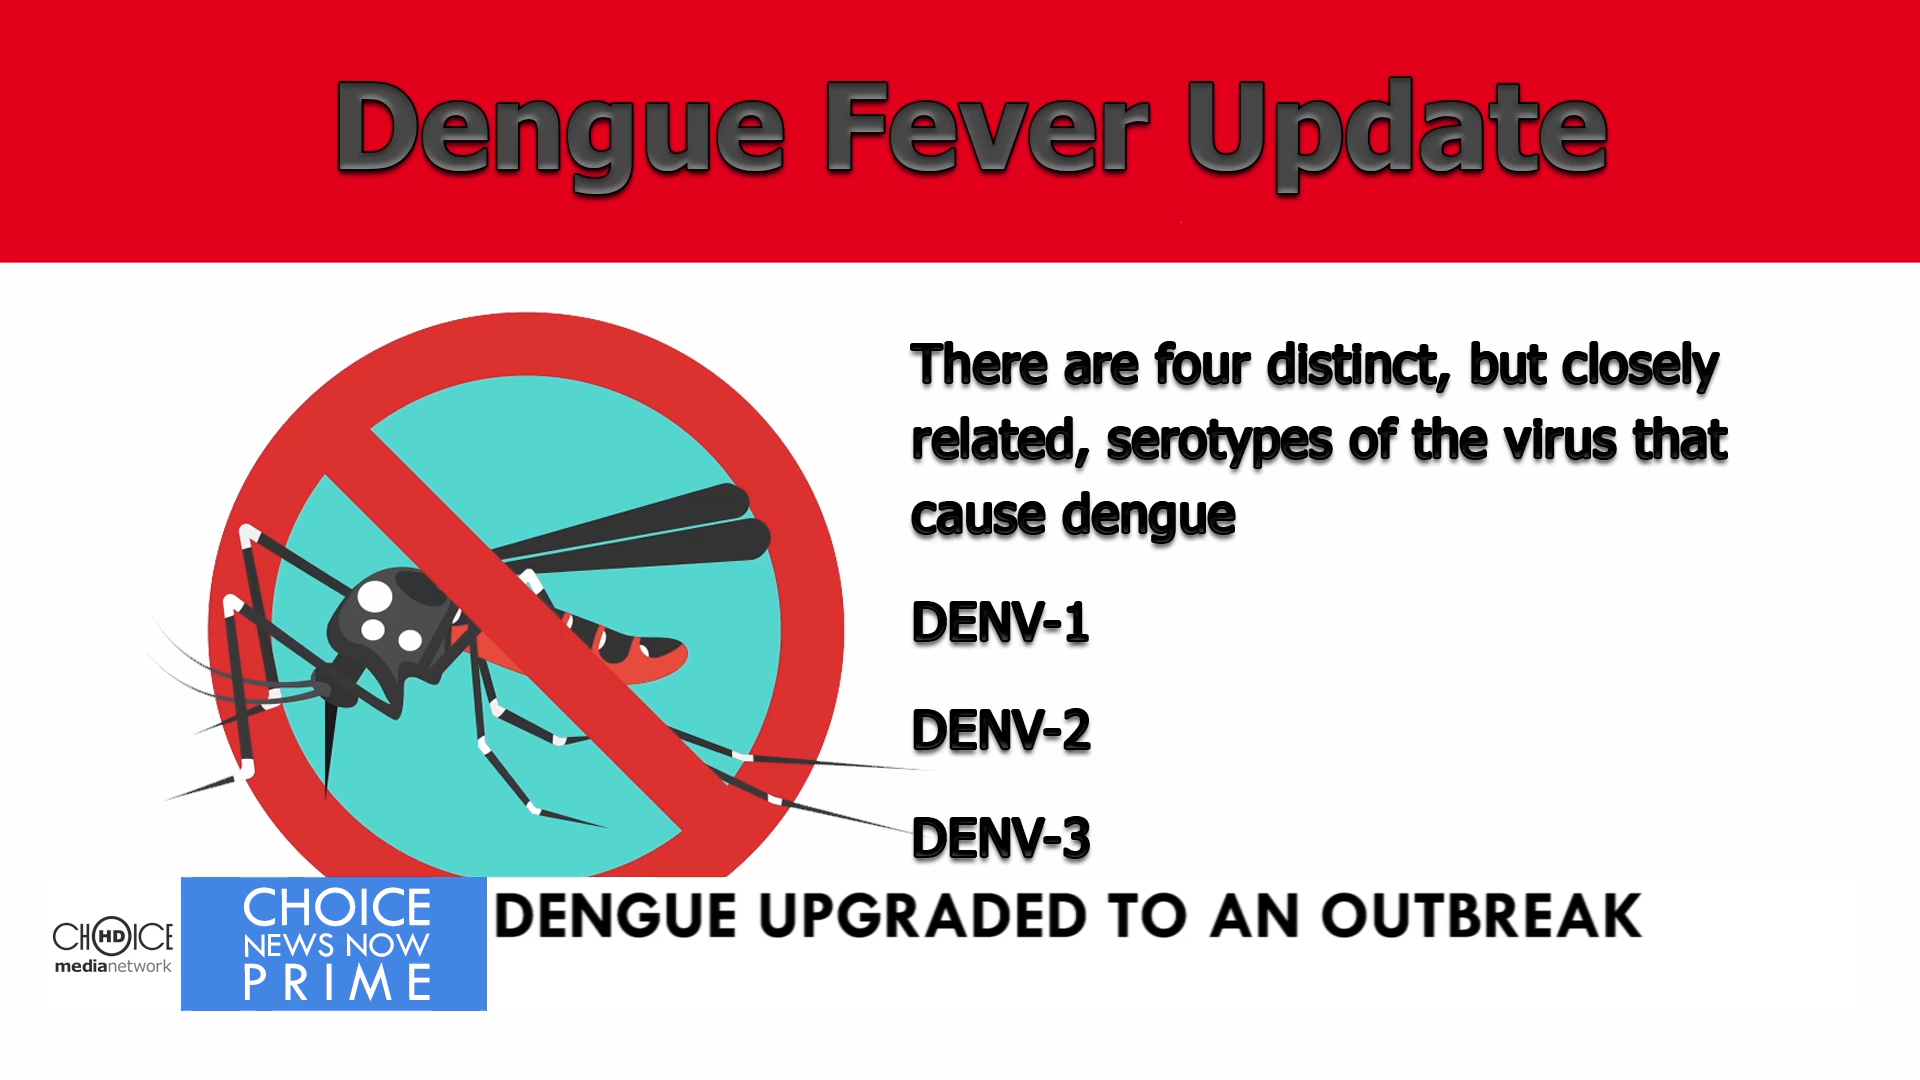 Dengue Fever Update
There are four distinct, but closely
related, serotypes of the virus that
cause dengue
DENV-1
DENV-2
DENV-3
CHOICE
HD
medianetwork
CHOICE
NEWS NOW
PRIME
DENGUE UPGRADED TO AN OUTBREAK